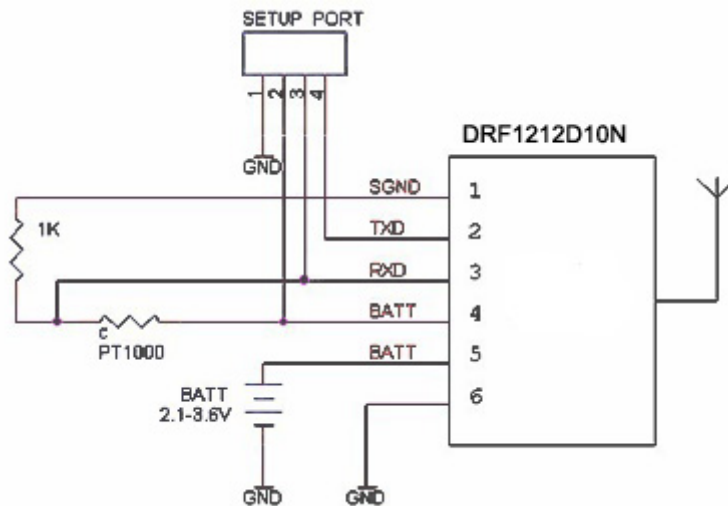 SETUP PORT
1 2 3 4
GND
DRF1212D10N
SGND 1
1K
TXD 2
RXD 3
BATT 4
C
PT1000
BATT 5
BATT
2.1-3.6V
6
GND
GND